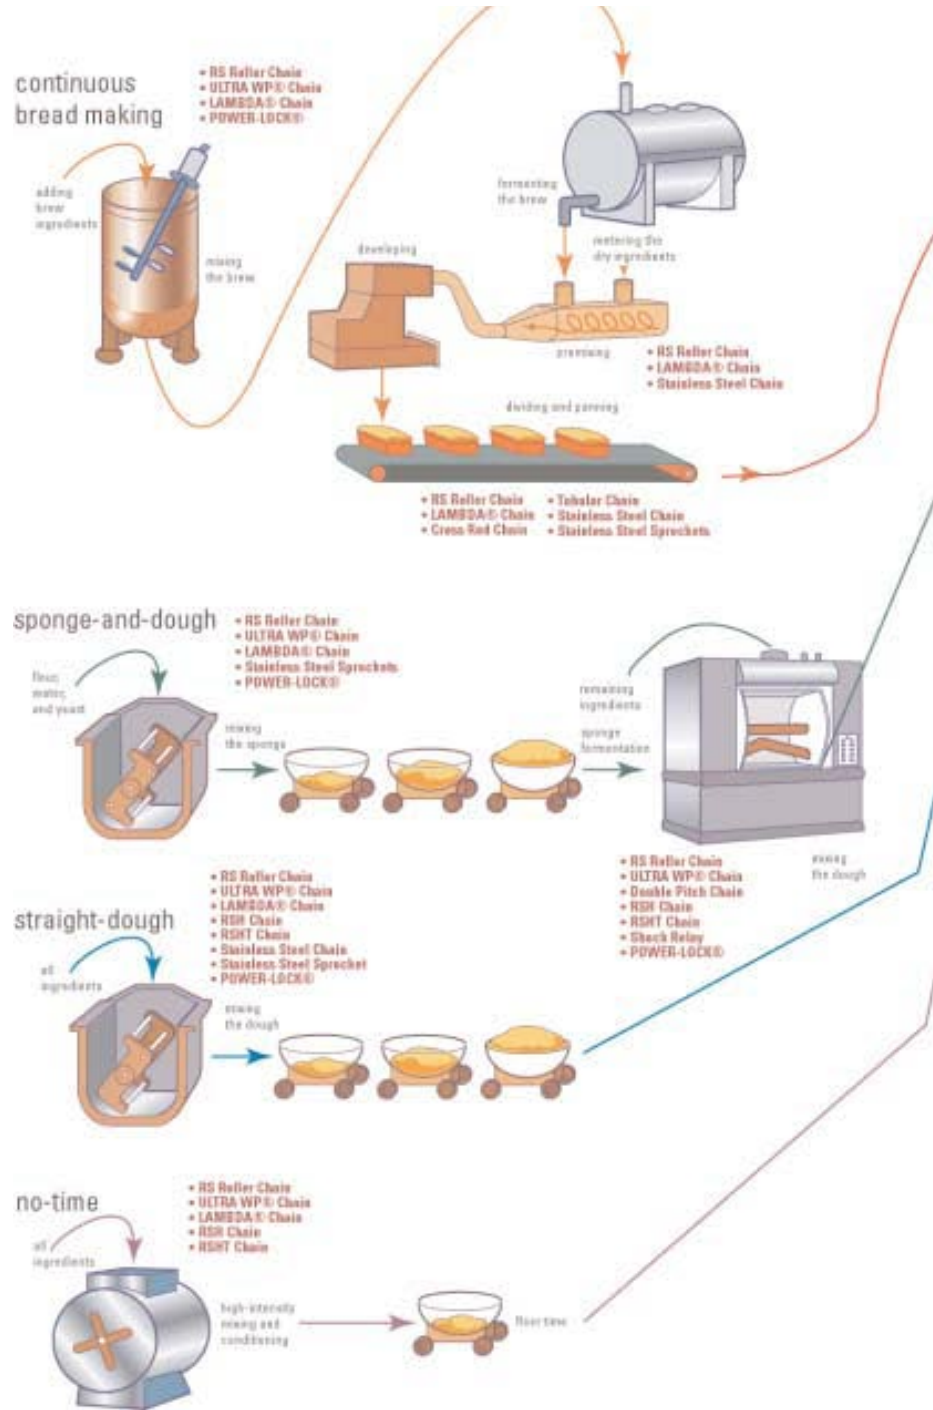 continuous
bread making
• RS Roller Chain
• ULTRA WP® Chain
• LAMBDA® Chain
• POWER-LOCK®
adding
brew
ingredients
mixing
the brew
fermenting
the brew
metering the
dry ingredients
developing
premixing
• RS Roller Chain
• LAMBDA® Chain
• Stainless Steel Chain
dividing and panning
• RS Roller Chain
• LAMBDA® Chain
• Cross Rod Chain
• Tubular Chain
• Stainless Steel Chain
• Stainless Steel Sprockets
sponge-and-dough
• RS Roller Chain
• ULTRA WP® Chain
• LAMBDA® Chain
• Stainless Steel Sprockets
• POWER-LOCK®
flour,
water,
and yeast
mixing
the sponge
remaining
ingredients
sponge
fermentation
mixing
the dough
• RS Roller Chain
• ULTRA WP® Chain
• Double Pitch Chain
• RSH Chain
• RSHT Chain
• Shock Relay
• POWER-LOCK®
straight-dough
• RS Roller Chain
• ULTRA WP® Chain
• LAMBDA® Chain
• RSH Chain
• RSHT Chain
• Stainless Steel Chain
• Stainless Steel Sprocket
• POWER-LOCK®
all
ingredients
mixing
the dough
no-time
• RS Roller Chain
• ULTRA WP® Chain
• LAMBDA® Chain
• RSH Chain
• RSHT Chain
all
ingredients
high-intensity
mixing and
conditioning
floor time